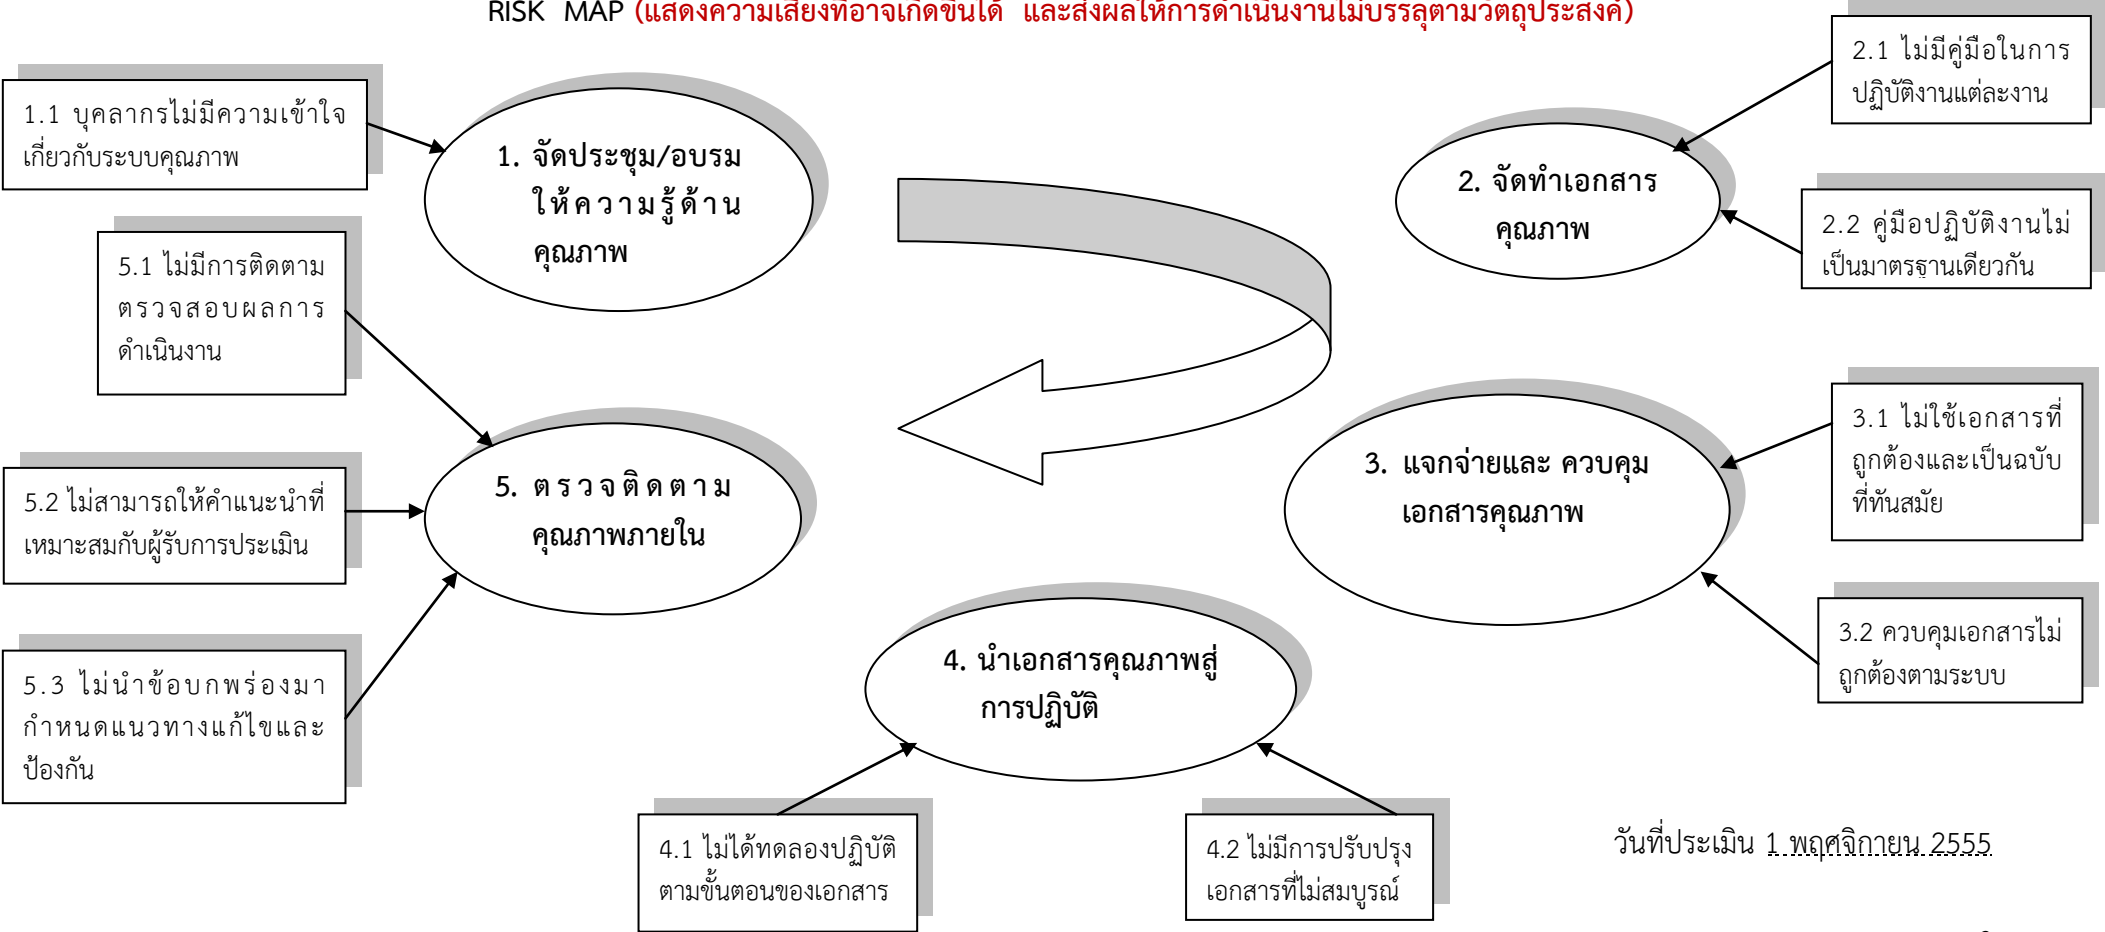 RISK MAP (แสดงความเสี่ยงที่อาจเกิดขึ้นได้ และส่งผลให้การดำเนินงานไม่บรรลุตามวัตถุประสงค์)
1.1 บุคลากรไม่มีความเข้าใจ
เกี่ยวกับระบบคุณภาพ
1. จัดประชุม/อบรม
ให้ความรู้ด้าน
คุณภาพ
2. จัดทำเอกสาร
คุณภาพ
2.1 ไม่มีคู่มือในการ
ปฏิบัติงานแต่ละงาน
2.2 คู่มือปฏิบัติงานไม่
เป็นมาตรฐานเดียวกัน
5.1 ไม่มีการติดตาม
ตรวจสอบผลการ
ดำเนินงาน
5.2 ไม่สามารถให้คำแนะนำที่
เหมาะสมกับผู้รับการประเมิน
5.3 ไม่นำข้อบกพร่องมา
กำหนดแนวทางแก้ไขและ
ป้องกัน
5. ตรวจติดตาม
คุณภาพภายใน
3. แจกจ่ายและ ควบคุม
เอกสารคุณภาพ
3.1 ไม่ใช้เอกสารที่
ถูกต้องและเป็นฉบับ
ที่ทันสมัย
3.2 ควบคุมเอกสารไม่
ถูกต้องตามระบบ
4. นำเอกสารคุณภาพสู่
การปฏิบัติ
4.1 ไม่ได้ทดลองปฏิบัติ
ตามขั้นตอนของเอกสาร
4.2 ไม่มีการปรับปรุง
เอกสารที่ไม่สมบูรณ์
วันที่ประเมิน 1 พฤศจิกายน 2555